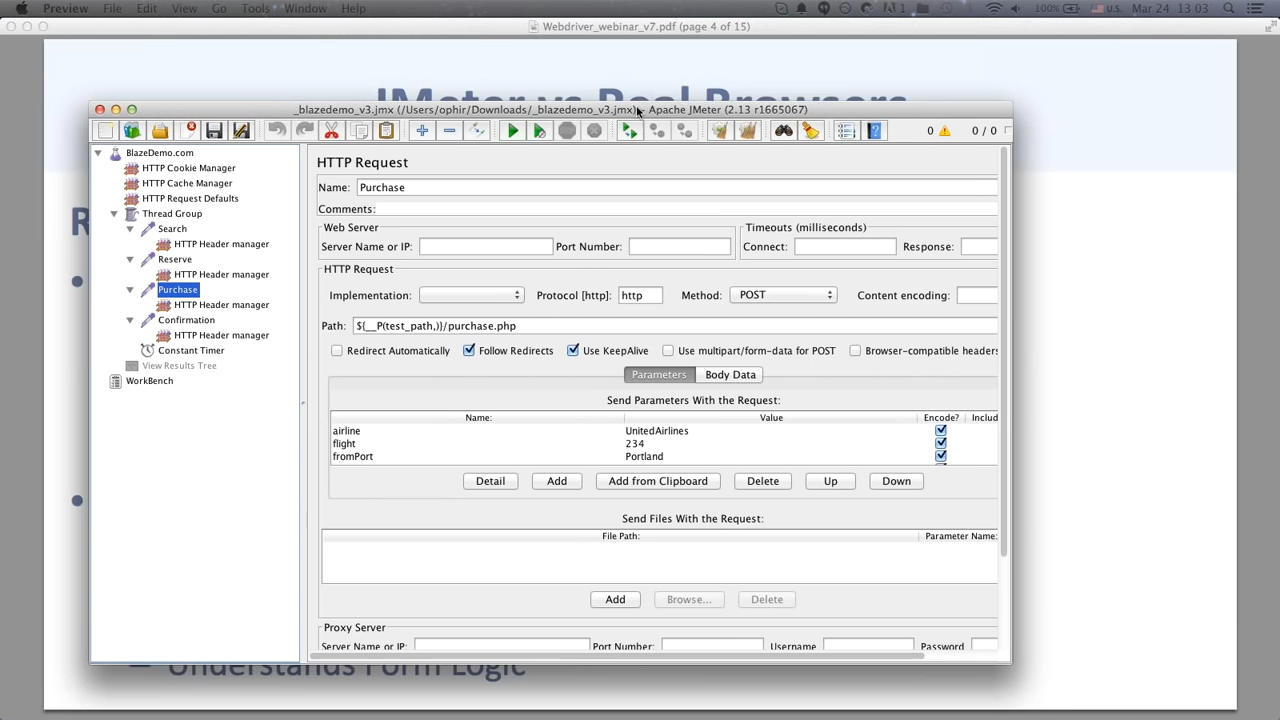 Preview File Edit View Go Tools Window Help 100% U.S. Mar 24 13 03
Webdriver_webinar_v7.pdf (page 4 of 15)
JMeter vs Real Browsers
_blazedemo_v3.jmx (/Users/ophir/Downloads/_blazedemo_v3.jmx) - Apache JMeter (2.13 r1665067)
0 0 / 0
BlazeDemo.com
HTTP Cookie Manager
HTTP Cache Manager
HTTP Request Defaults
Thread Group
Search
HTTP Header manager
Reserve
HTTP Header manager
Purchase
HTTP Header manager
Confirmation
HTTP Header manager
Constant Timer
View Results Tree
WorkBench
HTTP Request
Name: Purchase
Comments:
Web Server
Timeouts (milliseconds)
Server Name or IP: Port Number: Connect: Response:
HTTP Request
Implementation: Protocol [http]: http Method: POST Content encoding:
Path: ${__P(test_path,)}/purchase.php
Redirect Automatically Follow Redirects Use KeepAlive Use multipart/form-data for POST Browser-compatible headers
Parameters Body Data
Send Parameters With the Request:
Name: Value Encode? Includ
airline UnitedAirlines
flight 234
fromPort Portland
Detail Add Add from Clipboard Delete Up Down
Send Files With the Request:
File Path: Parameter Name:
Add Browse... Delete
Proxy Server
Server Name or IP: Port Number: Username Password
Understands Form Logic